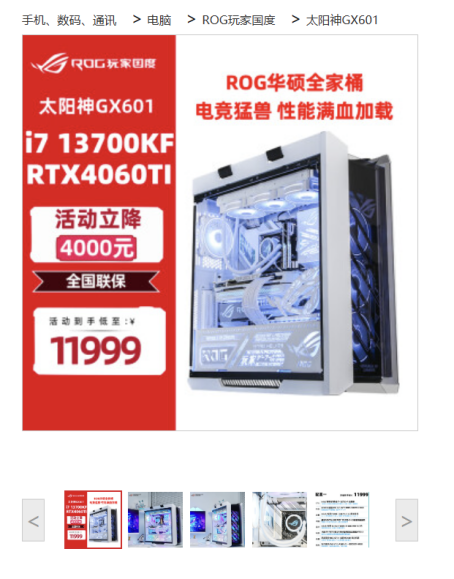 手机、数码、通讯 > 电脑 > ROG玩家国度 > 太阳神GX601
ROG玩家国度
太阳神GX601
i7 13700KF
RTX4060TI
活动立降
4000元
全国联保
活动到手低至:¥
11999
ROG华硕全家桶
电竞猛兽 性能满血加载
<
>